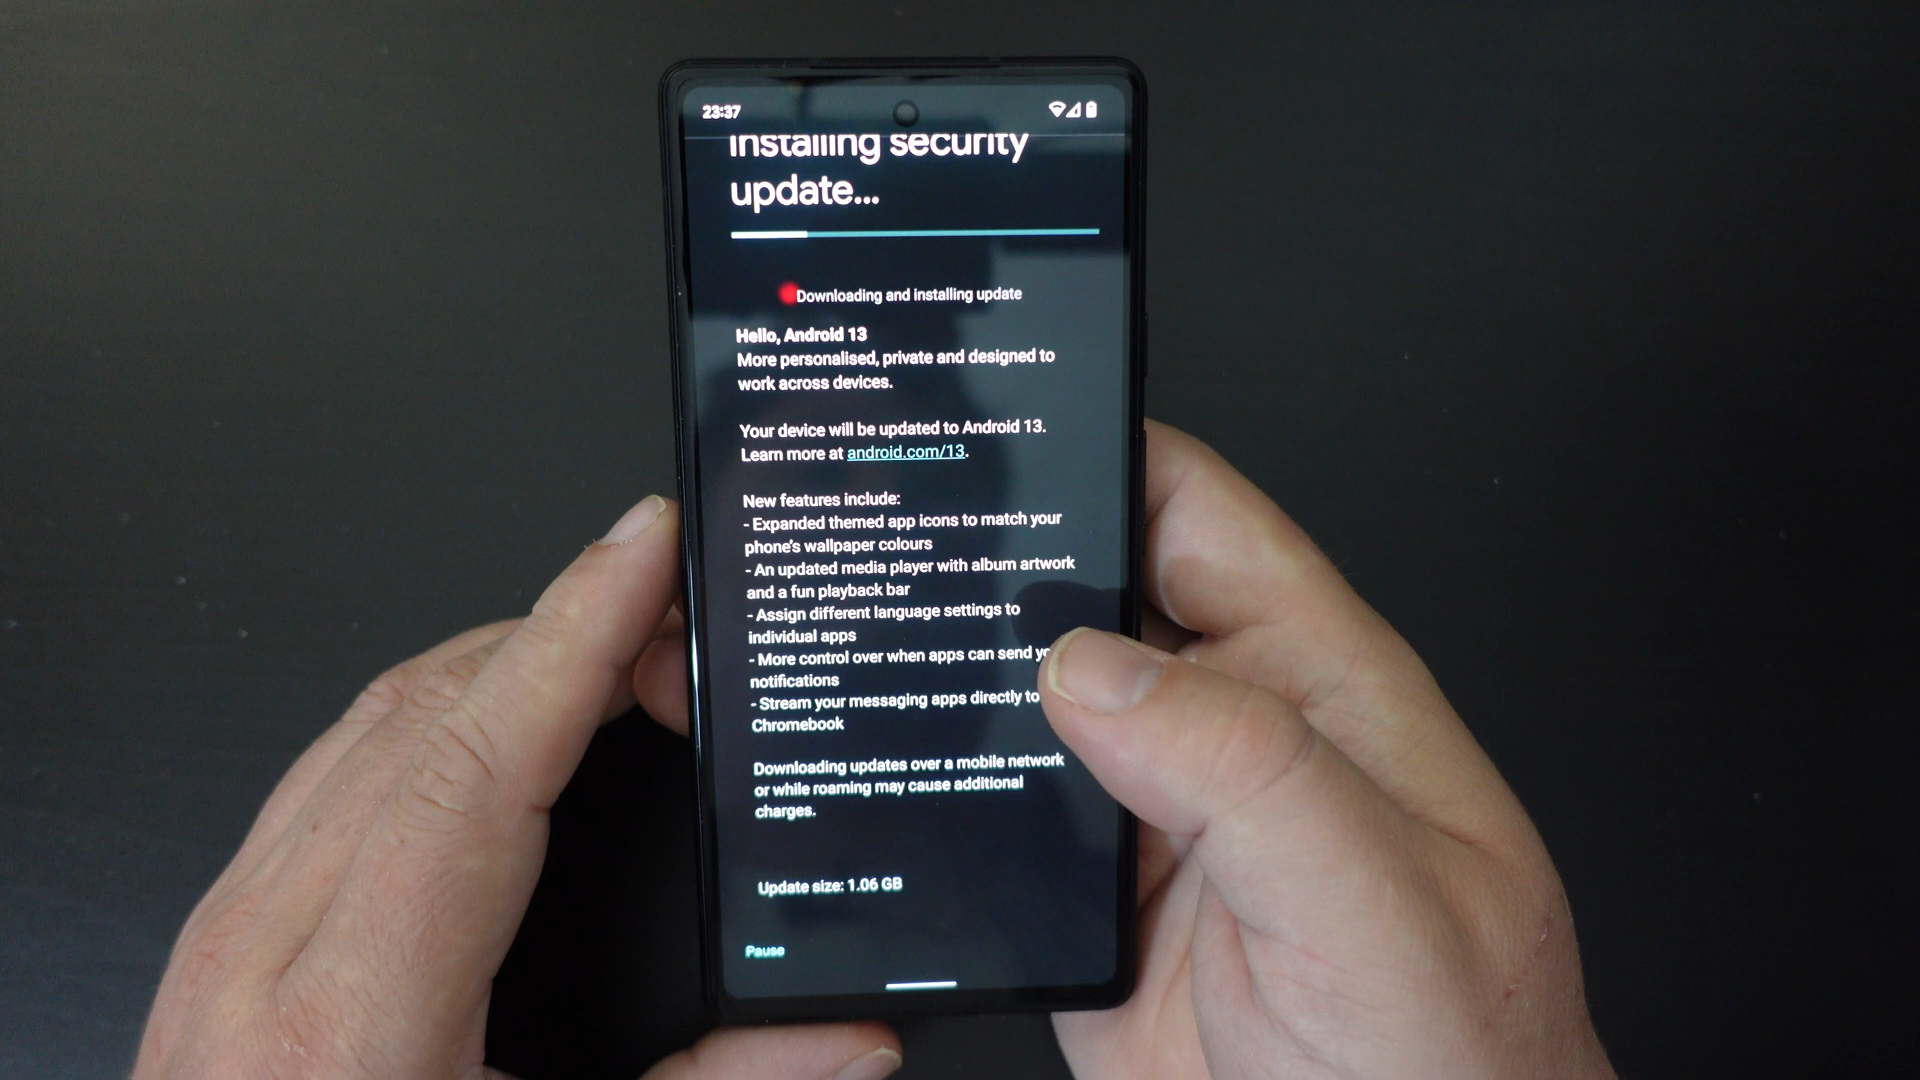 23:37
Installing security
update...
Downloading and installing update
Hello, Android 13
More personalised, private and designed to
work across devices.
Your device will be updated to Android 13.
Learn more at android.com/13.
New features include:
- Expanded themed app icons to match your
phone's wallpaper colours
- An updated media player with album artwork
and a fun playback bar
- Assign different language settings to
individual apps
- More control over when apps can send
notifications
- Stream your messaging apps directly to
Chromebook
Downloading updates over a mobile network
or while roaming may cause additional
charges.
Update size: 1.06 GB
Pause